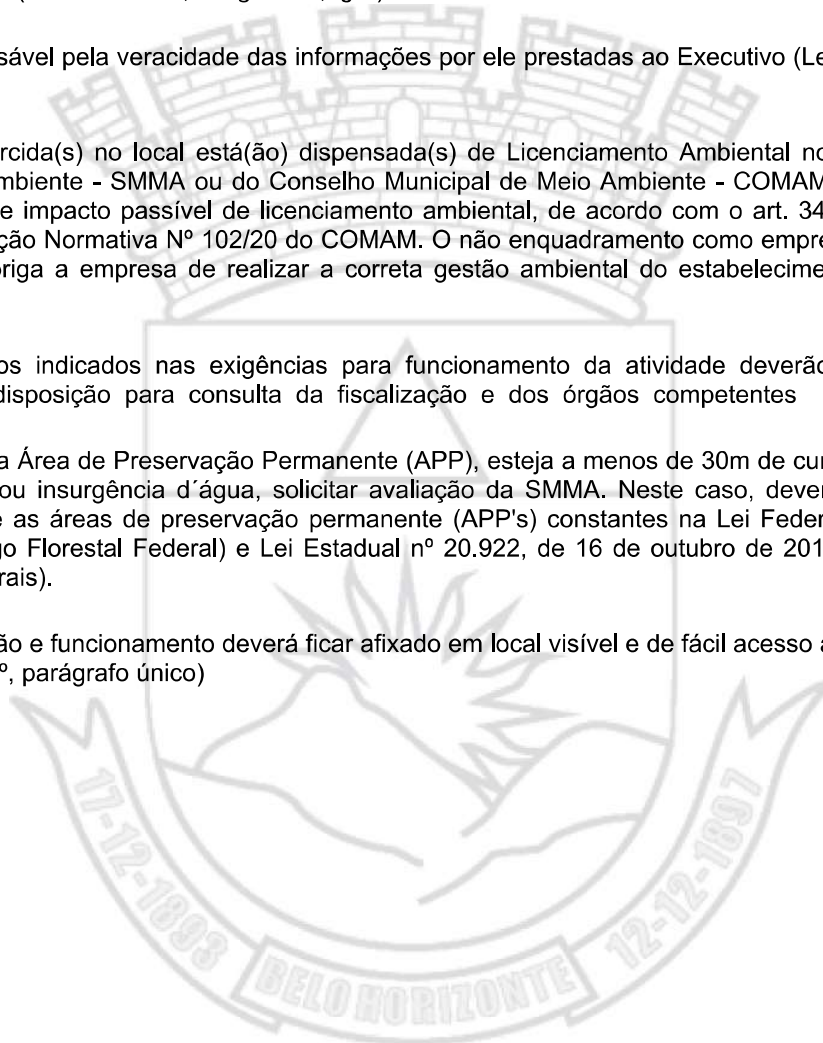 sável pela veracidade das informações por ele prestadas ao Executivo (Le
rcida(s) no local está(ão) dispensada(s) de Licenciamento Ambiental no
mbiente - SMMA ou do Conselho Municipal de Meio Ambiente - COMAM
e impacto passível de licenciamento ambiental, de acordo com o art. 34
ção Normativa Nº 102/20 do COMAM. O não enquadramento como empre
riga a empresa de realizar a correta gestão ambiental do estabelecime
os indicados nas exigências para funcionamento da atividade deverão
disposição para consulta da fiscalização e dos órgãos competentes
a Área de Preservação Permanente (APP), esteja a menos de 30m de cur
ou insurgência d´água, solicitar avaliação da SMMA. Neste caso, dever
e as áreas de preservação permanente (APP's) constantes na Lei Feder
go Florestal Federal) e Lei Estadual nº 20.922, de 16 de outubro de 201
rais).
ão e funcionamento deverá ficar afixado em local visível e de fácil acesso a
º, parágrafo único)
17-12-1893
BELO HORIZONTE
12-12-1897